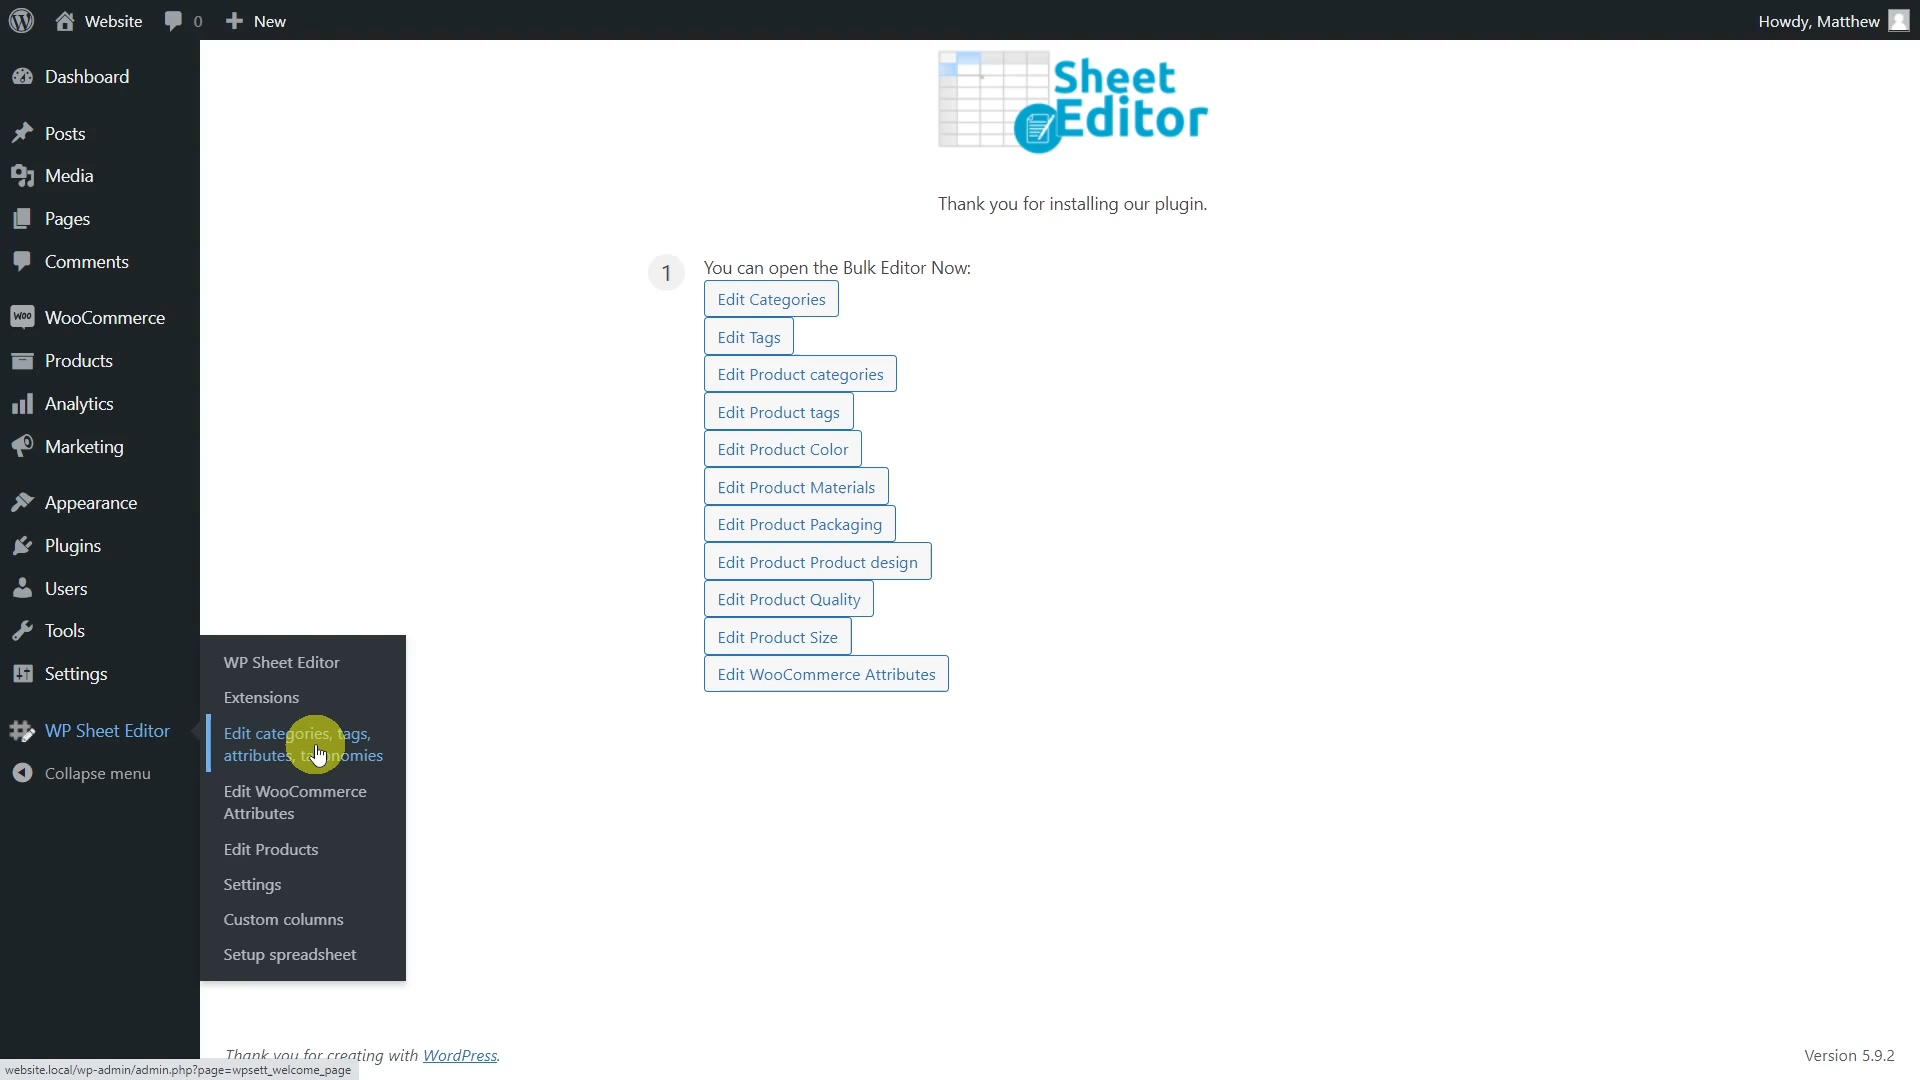 Website 0 New Howdy, Matthew
Dashboard
Posts
Media
Pages
Comments
WOO WooCommerce
Products
Analytics
Marketing
Appearance
Plugins
Users
Tools
Settings
WP Sheet Editor
Collapse menu
WP Sheet Editor
Extensions
Edit categories, tags,
attributes, taxonomies
Edit WooCommerce
Attributes
Edit Products
Settings
Custom columns
Setup spreadsheet
Sheet
Editor
Thank you for installing our plugin.
1 You can open the Bulk Editor Now:
Edit Categories
Edit Tags
Edit Product categories
Edit Product tags
Edit Product Color
Edit Product Materials
Edit Product Packaging
Edit Product Product design
Edit Product Quality
Edit Product Size
Edit WooCommerce Attributes
Thank you for creating with WordPress.
Version 5.9.2
website.local/wp-admin/admin.php?page=wpsett_welcome_page